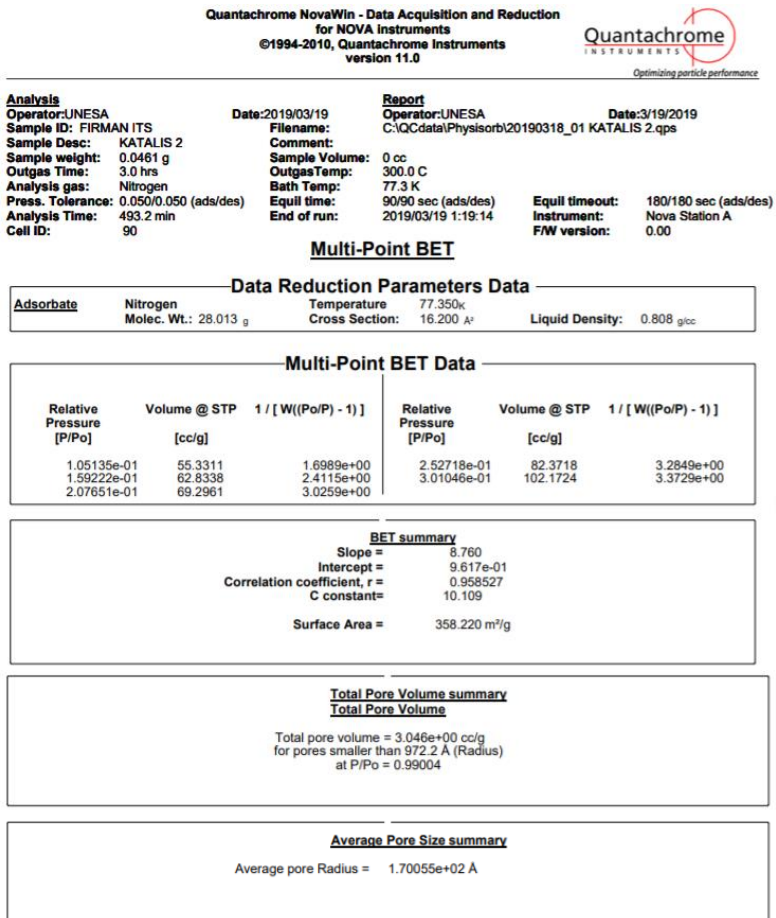 Quantachrome NovaWin - Data Acquisition and Reduction
for NOVA instruments
©1994-2010, Quantachrome Instruments
version 11.0
Quantachrome
INSTRUMENTS
Optimizing particle performance
Analysis Report
Operator:UNESA Date:2019/03/19 Operator:UNESA Date:3/19/2019
Sample ID: FIRMAN ITS Filename: C:\QCdata\Physisorb\20190318_01 KATALIS 2.qps
Sample Desc: KATALIS 2 Comment:
Sample weight: 0.0461 g Sample Volume: 0 cc
Outgas Time: 3.0 hrs OutgasTemp: 300.0 C
Analysis gas: Nitrogen Bath Temp: 77.3 K
Press. Tolerance: 0.050/0.050 (ads/des) Equil time: 90/90 sec (ads/des) Equil timeout: 180/180 sec (ads/des)
Analysis Time: 493.2 min End of run: 2019/03/19 1:19:14 Instrument: Nova Station A
Cell ID: 90 F/W version: 0.00
Multi-Point BET
Data Reduction Parameters Data
Adsorbate Nitrogen Temperature 77.350K
Molec. Wt.: 28.013 g Cross Section: 16.200 Å² Liquid Density: 0.808 g/cc
Multi-Point BET Data
Relative Volume @ STP 1 / [ W((Po/P) - 1) ] Relative Volume @ STP 1 / [ W((Po/P) - 1) ]
Pressure Pressure
[P/Po] [cc/g] [P/Po] [cc/g]
1.05135e-01 55.3311 1.6989e+00 2.52718e-01 82.3718 3.2849e+00
1.59222e-01 62.8338 2.4115e+00 3.01046e-01 102.1724 3.3729e+00
2.07651e-01 69.2961 3.0259e+00
BET summary
Slope = 8.760
Intercept = 9.617e-01
Correlation coefficient, r = 0.958527
C constant= 10.109
Surface Area = 358.220 m²/g
Total Pore Volume summary
Total Pore Volume
Total pore volume = 3.046e+00 cc/g
for pores smaller than 972.2 Å (Radius)
at P/Po = 0.99004
Average Pore Size summary
Average pore Radius = 1.70055e+02 Å